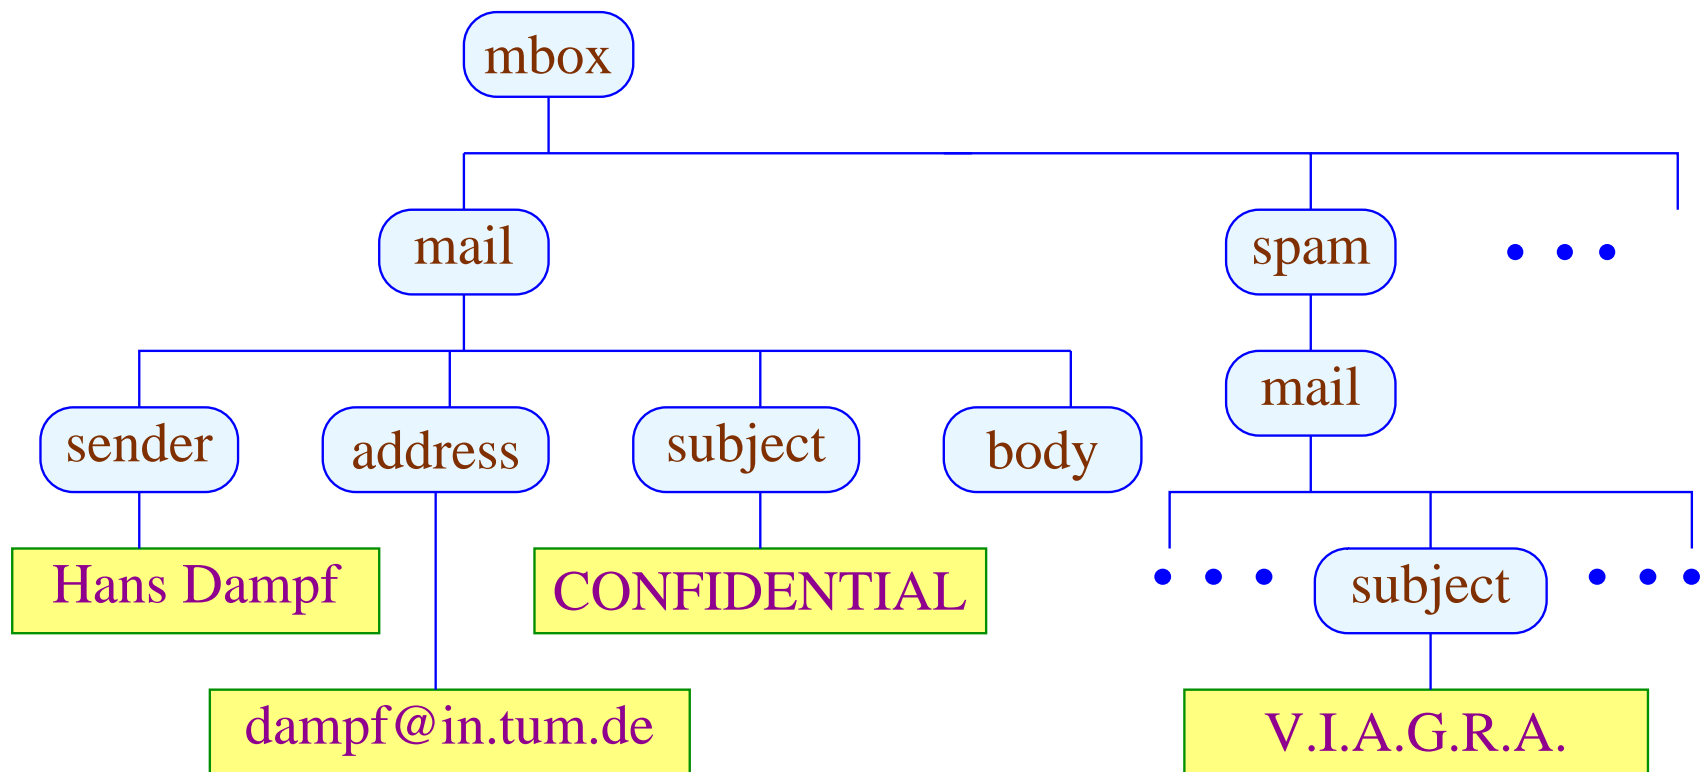 mbox
mail
spam
mail
sender
address
subject
body
Hans Dampf
CONFIDENTIAL
subject
dampf@in.tum.de
V.I.A.G.R.A.